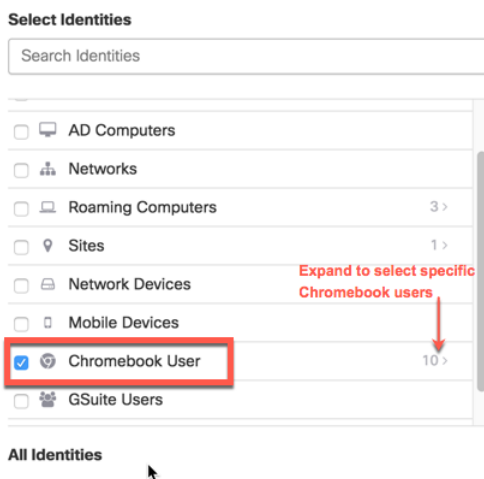 Select Identities
Search Identities
AD Computers
Networks
Roaming Computers 3 >
Sites 1 >
Expand to select specific
Chromebook users
Network Devices
Mobile Devices
Chromebook User 10 >
GSuite Users
All Identities